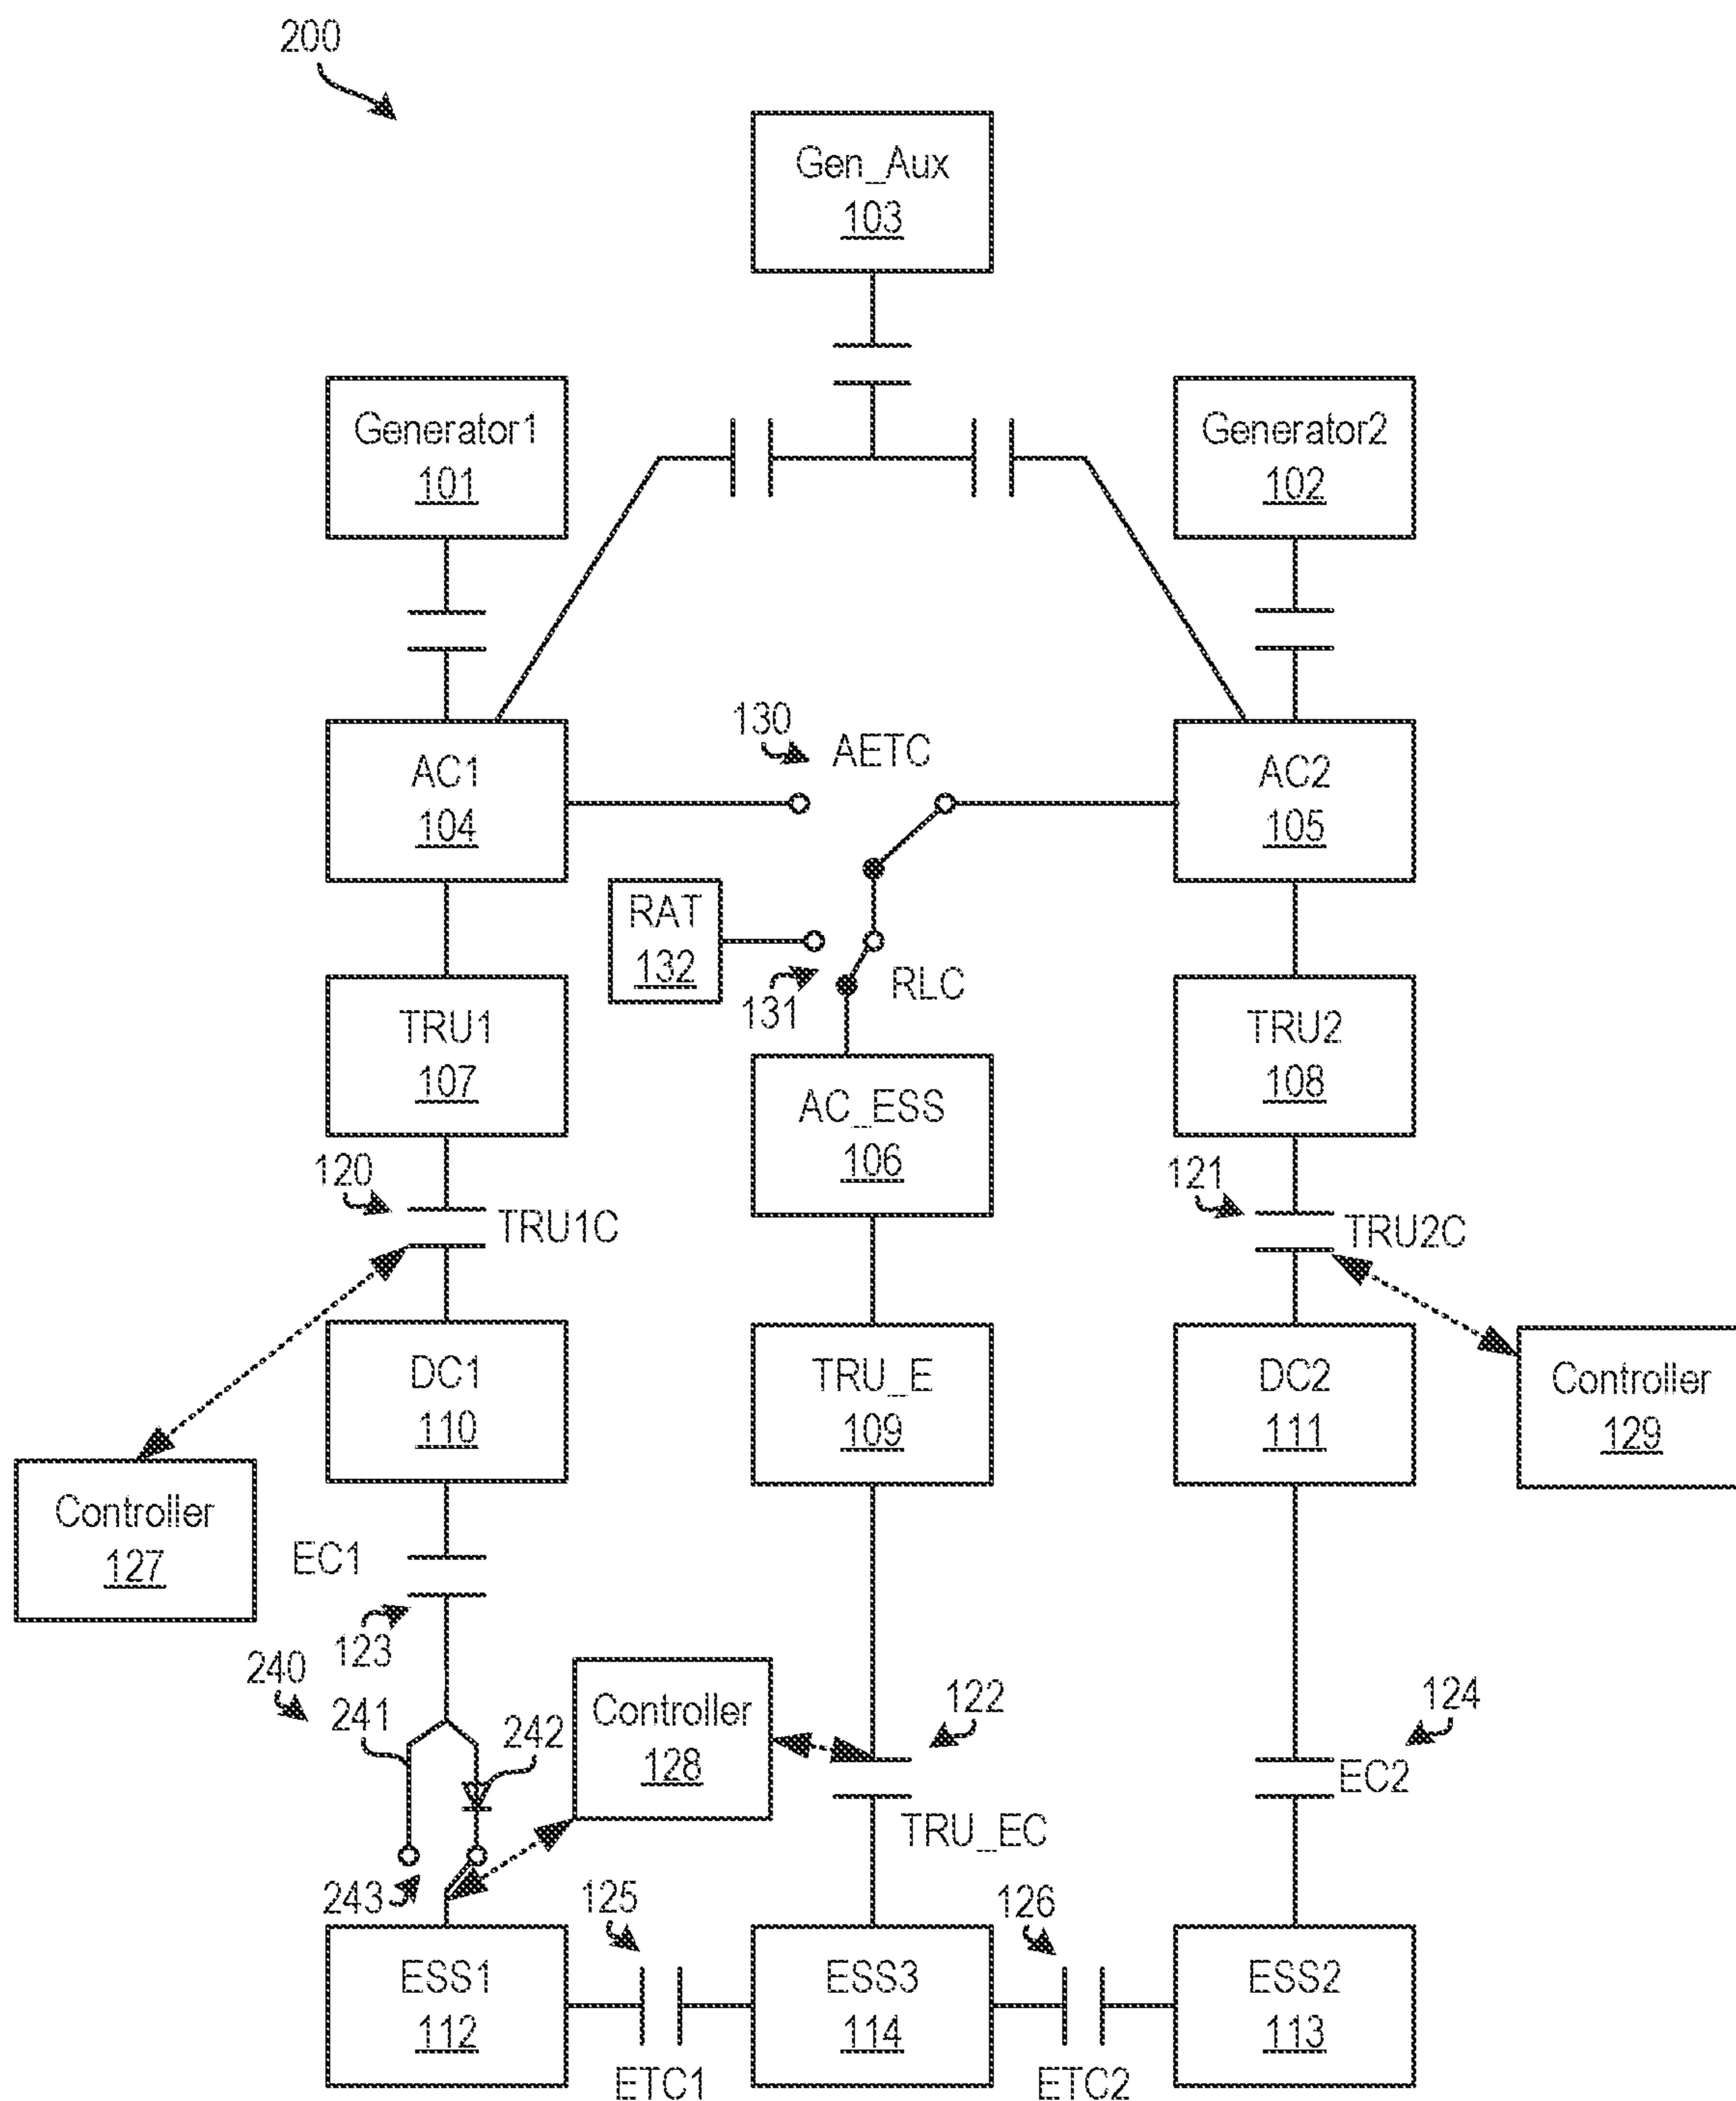 200
Gen_Aux
103
Generator1
101
Generator2
102
130
AETC
AC1
104
AC2
105
RAT
132
131
RLC
TRU1
107
TRU2
108
AC_ESS
106
120
TRU1C
121
TRU2C
DC1
110
TRU_E
109
DC2
111
Controller
129
Controller
127
EC1
123
240
241
242
Controller
128
122
124
EC2
TRU_EC
243
125
126
ESS1
112
ESS3
114
ESS2
113
ETC1
ETC2